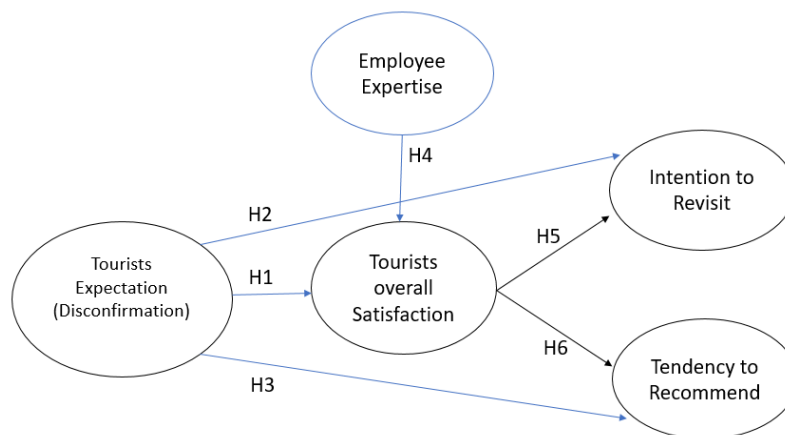 Employee
Expertise
H4
Intention to
Revisit
H2
H5
Tourists
Expectation
(Disconfirmation)
H1
Tourists
overall
Satisfaction
H6
Tendency to
Recommend
H3